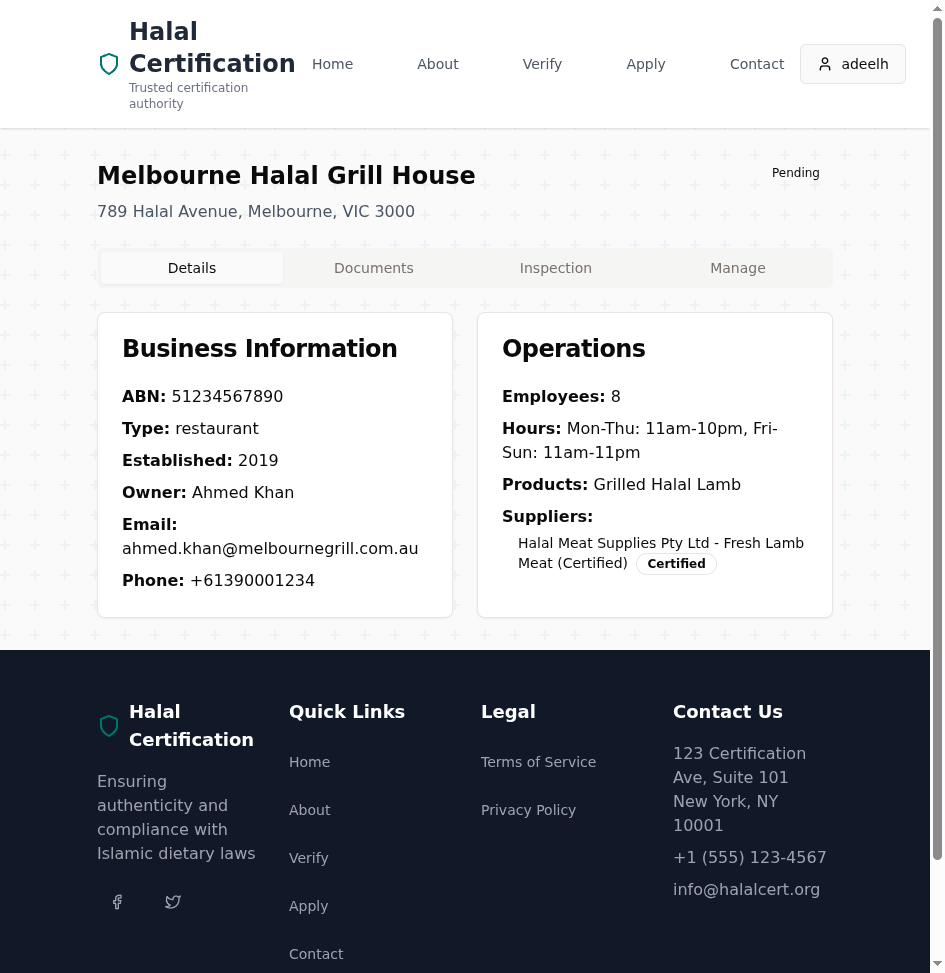 Halal
Certification
Trusted certification
authority
Home
About
Verify
Apply
Contact
adeelh
Melbourne Halal Grill House
Pending
789 Halal Avenue, Melbourne, VIC 3000
Details
Documents
Inspection
Manage
Business Information
ABN: 51234567890
Type: restaurant
Established: 2019
Owner: Ahmed Khan
Email:
ahmed.khan@melbournegrill.com.au
Phone: +61390001234
Operations
Employees: 8
Hours: Mon-Thu: 11am-10pm, Fri-
Sun: 11am-11pm
Products: Grilled Halal Lamb
Suppliers:
Halal Meat Supplies Pty Ltd - Fresh Lamb
Meat (Certified) Certified
Halal
Certification
Ensuring
authenticity and
compliance with
Islamic dietary laws
Quick Links
Home
About
Verify
Apply
Contact
Legal
Terms of Service
Privacy Policy
Contact Us
123 Certification
Ave, Suite 101
New York, NY
10001
+1 (555) 123-4567
info@halalcert.org